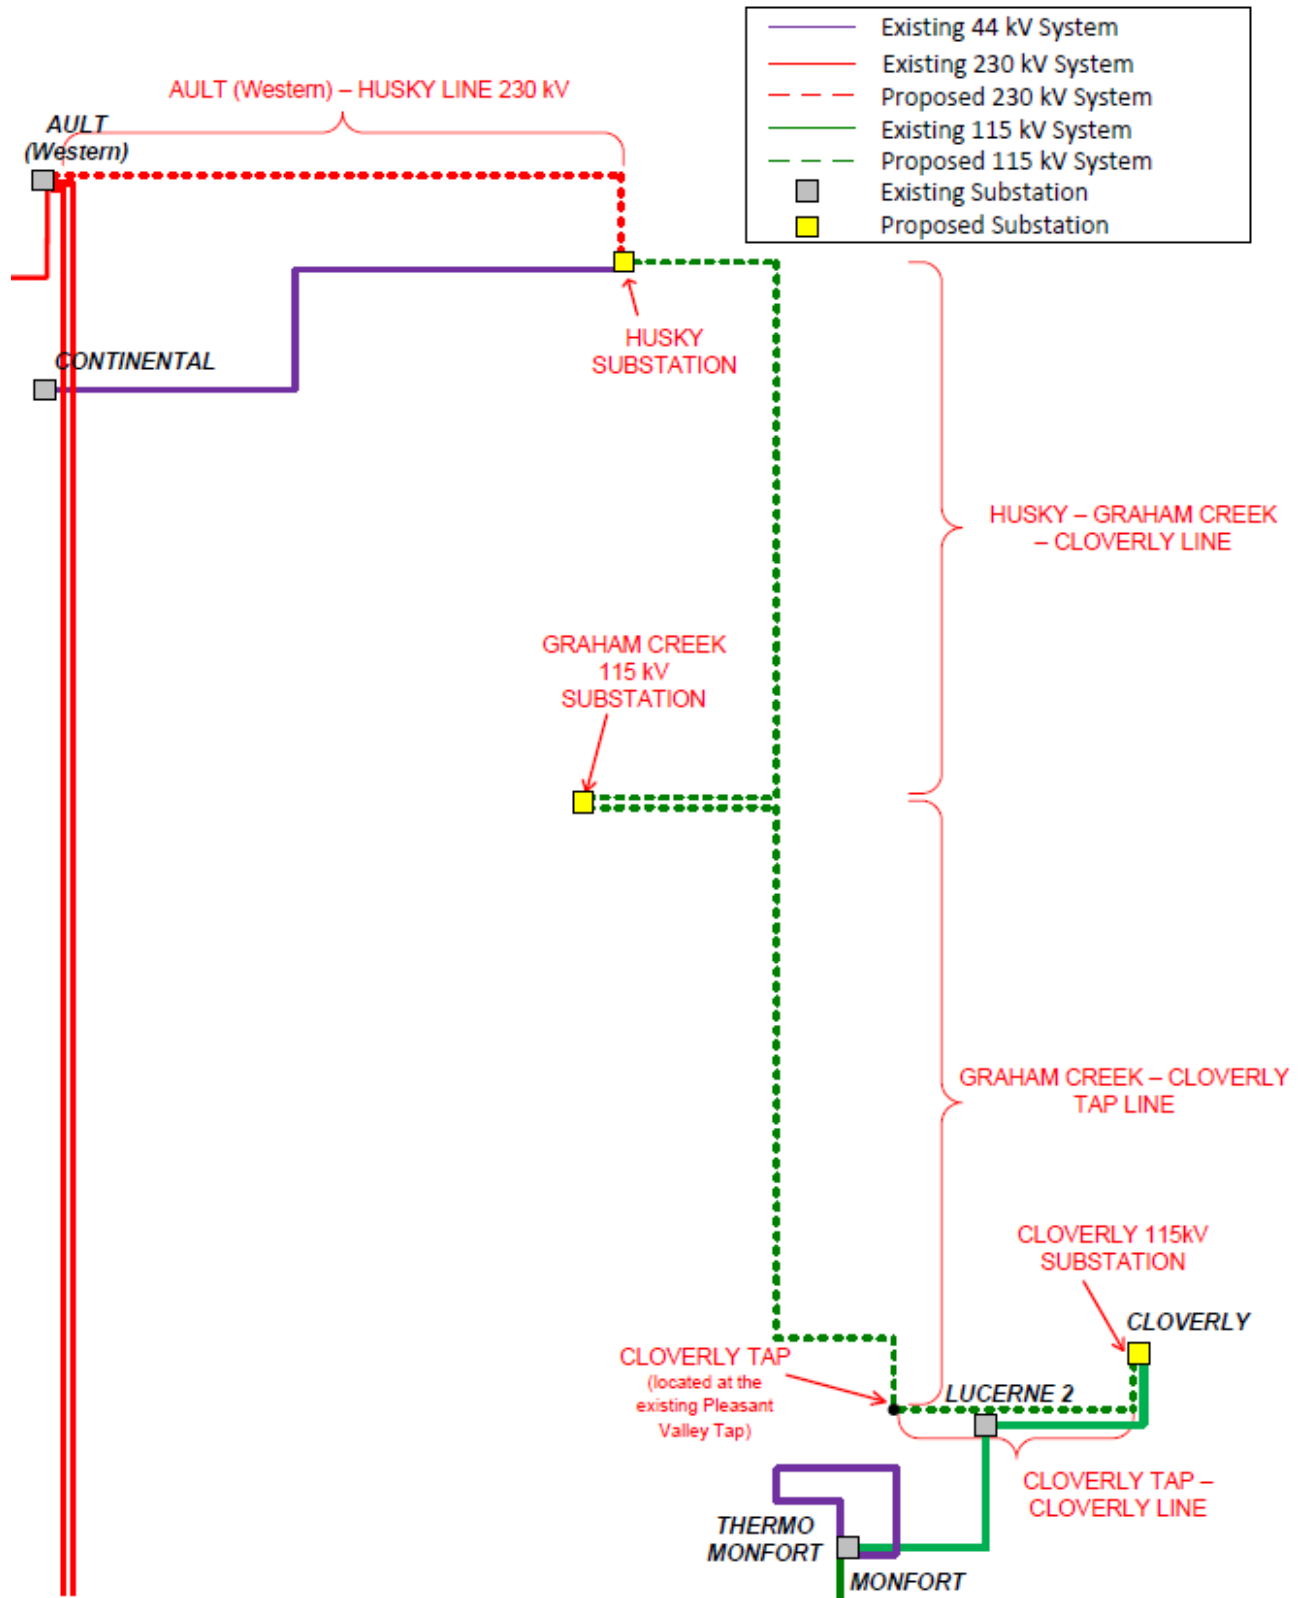 Existing 44 kV System
Existing 230 kV System
Proposed 230 kV System
Existing 115 kV System
Proposed 115 kV System
Existing Substation
Proposed Substation
AULT (Western) – HUSKY LINE 230 kV
AULT
(Western)
HUSKY
SUBSTATION
CONTINENTAL
HUSKY – GRAHAM CREEK
– CLOVERLY LINE
GRAHAM CREEK
115 kV
SUBSTATION
GRAHAM CREEK – CLOVERLY
TAP LINE
CLOVERLY 115kV
SUBSTATION
CLOVERLY
CLOVERLY TAP
(located at the
existing Pleasant
Valley Tap)
LUCERNE 2
CLOVERLY TAP –
CLOVERLY LINE
THERMO
MONFORT
MONFORT